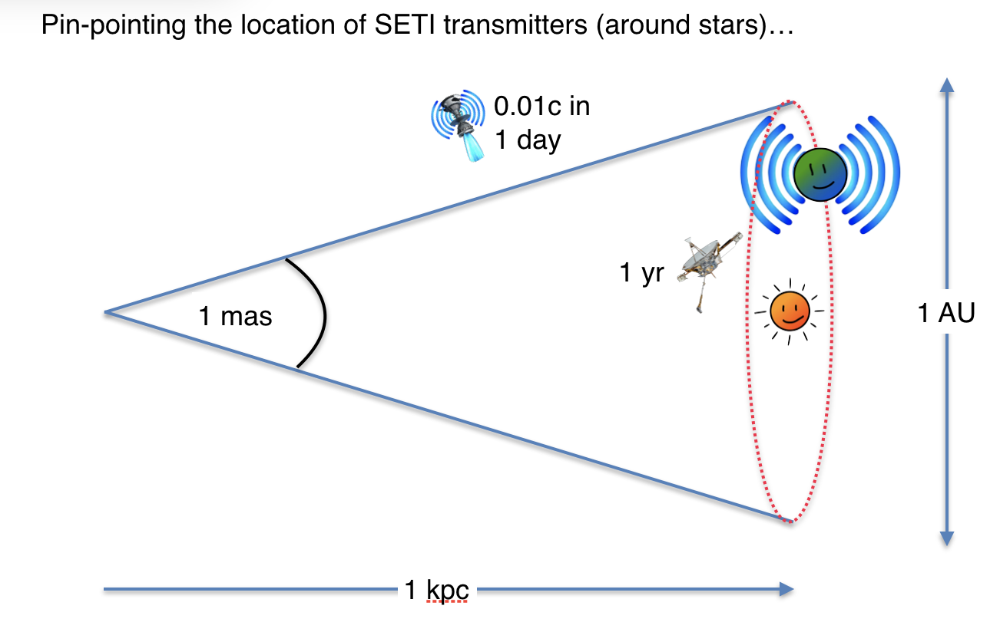 Pin-pointing the location of SETI transmitters (around stars)…
0.01c in
1 day
1 yr
1 mas
1 AU
1 kpc